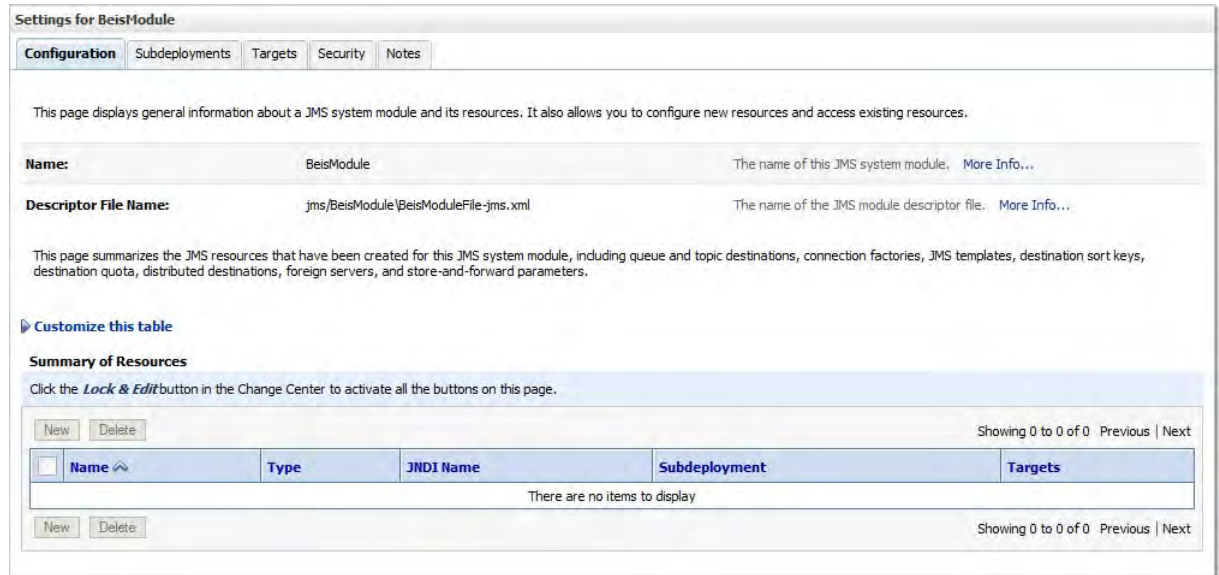 Settings for BeisModule
Configuration Subdeployments Targets Security Notes
This page displays general information about a JMS system module and its resources. It also allows you to configure new resources and access existing resources.
Name: BeisModule The name of this JMS system module. More Info...
Descriptor File Name: jms/BeisModule\BeisModuleFile-jms.xml The name of the JMS module descriptor file. More Info...
This page summarizes the JMS resources that have been created for this JMS system module, including queue and topic destinations, connection factories, JMS templates, destination sort keys,
destination quota, distributed destinations, foreign servers, and store-and-forward parameters.
Customize this table
Summary of Resources
Click the Lock & Edit button in the Change Center to activate all the buttons on this page.
New Delete Showing 0 to 0 of 0 Previous | Next
Name Type JNDI Name Subdeployment Targets
There are no items to display
New Delete Showing 0 to 0 of 0 Previous | Next